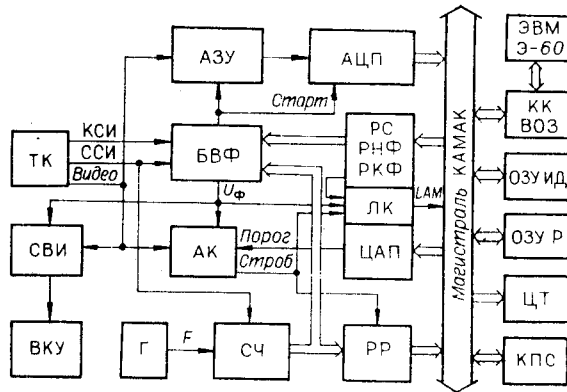 АЗУ
АЦП
ЭВМ
Э-60
Старт
КСИ
ССИ
Видео
ТК
БВФ
РС
РНФ
РКФ
КК
ВОЗ
Uф
ЛК
LAM
ОЗУ ИД
СВИ
АК
Порог
Строб
ЦАП
Магистраль КАМАК
ОЗУ Р
ВКУ
Г
F
СЧ
РР
ЦТ
КПС